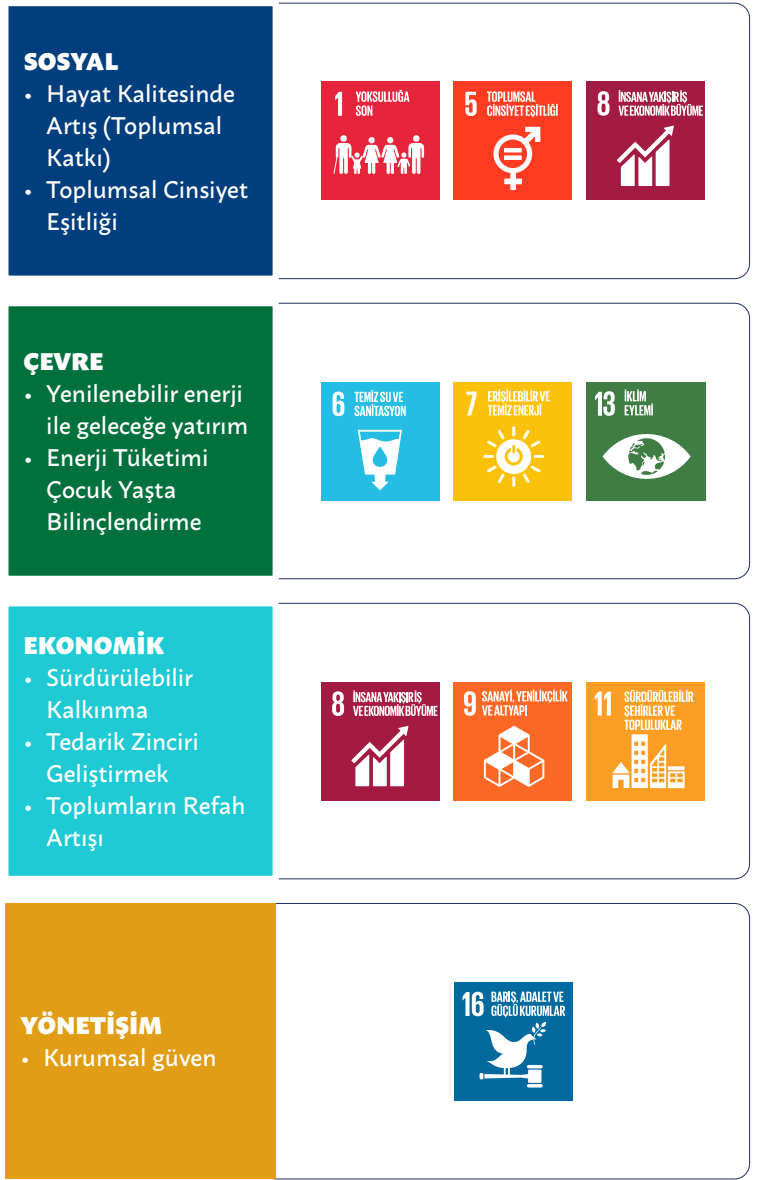 SOSYAL
• Hayat Kalitesinde
Artış (Toplumsal
Katkı)
• Toplumsal Cinsiyet
Eşitliği
1 YOKSULLUĞA
SON
5 TOPLUMSAL
CİNSİYET EŞİTLİĞİ
8 İNSANA YAKIŞIR İŞ
VE EKONOMİK BÜYÜME
ÇEVRE
• Yenilenebilir enerji
ile geleceğe yatırım
• Enerji Tüketimi
Çocuk Yaşta
Bilinçlendirme
6 TEMİZ SU VE
SANİTASYON
7 ERİŞİLEBİLİR VE
TEMİZ ENERJİ
13 İKLİM
EYLEMİ
EKONOMİK
• Sürdürülebilir
Kalkınma
• Tedarik Zinciri
Geliştirmek
• Toplumların Refah
Artışı
8 İNSANA YAKIŞIR İŞ
VE EKONOMİK BÜYÜME
9 SANAYİ, YENİLİKÇİLİK
VE ALTYAPI
11 SÜRDÜRÜLEBİLİR
ŞEHİRLER VE
TOPLULUKLAR
YÖNETİŞİM
• Kurumsal güven
16 BARIŞ, ADALET VE
GÜÇLÜ KURUMLAR